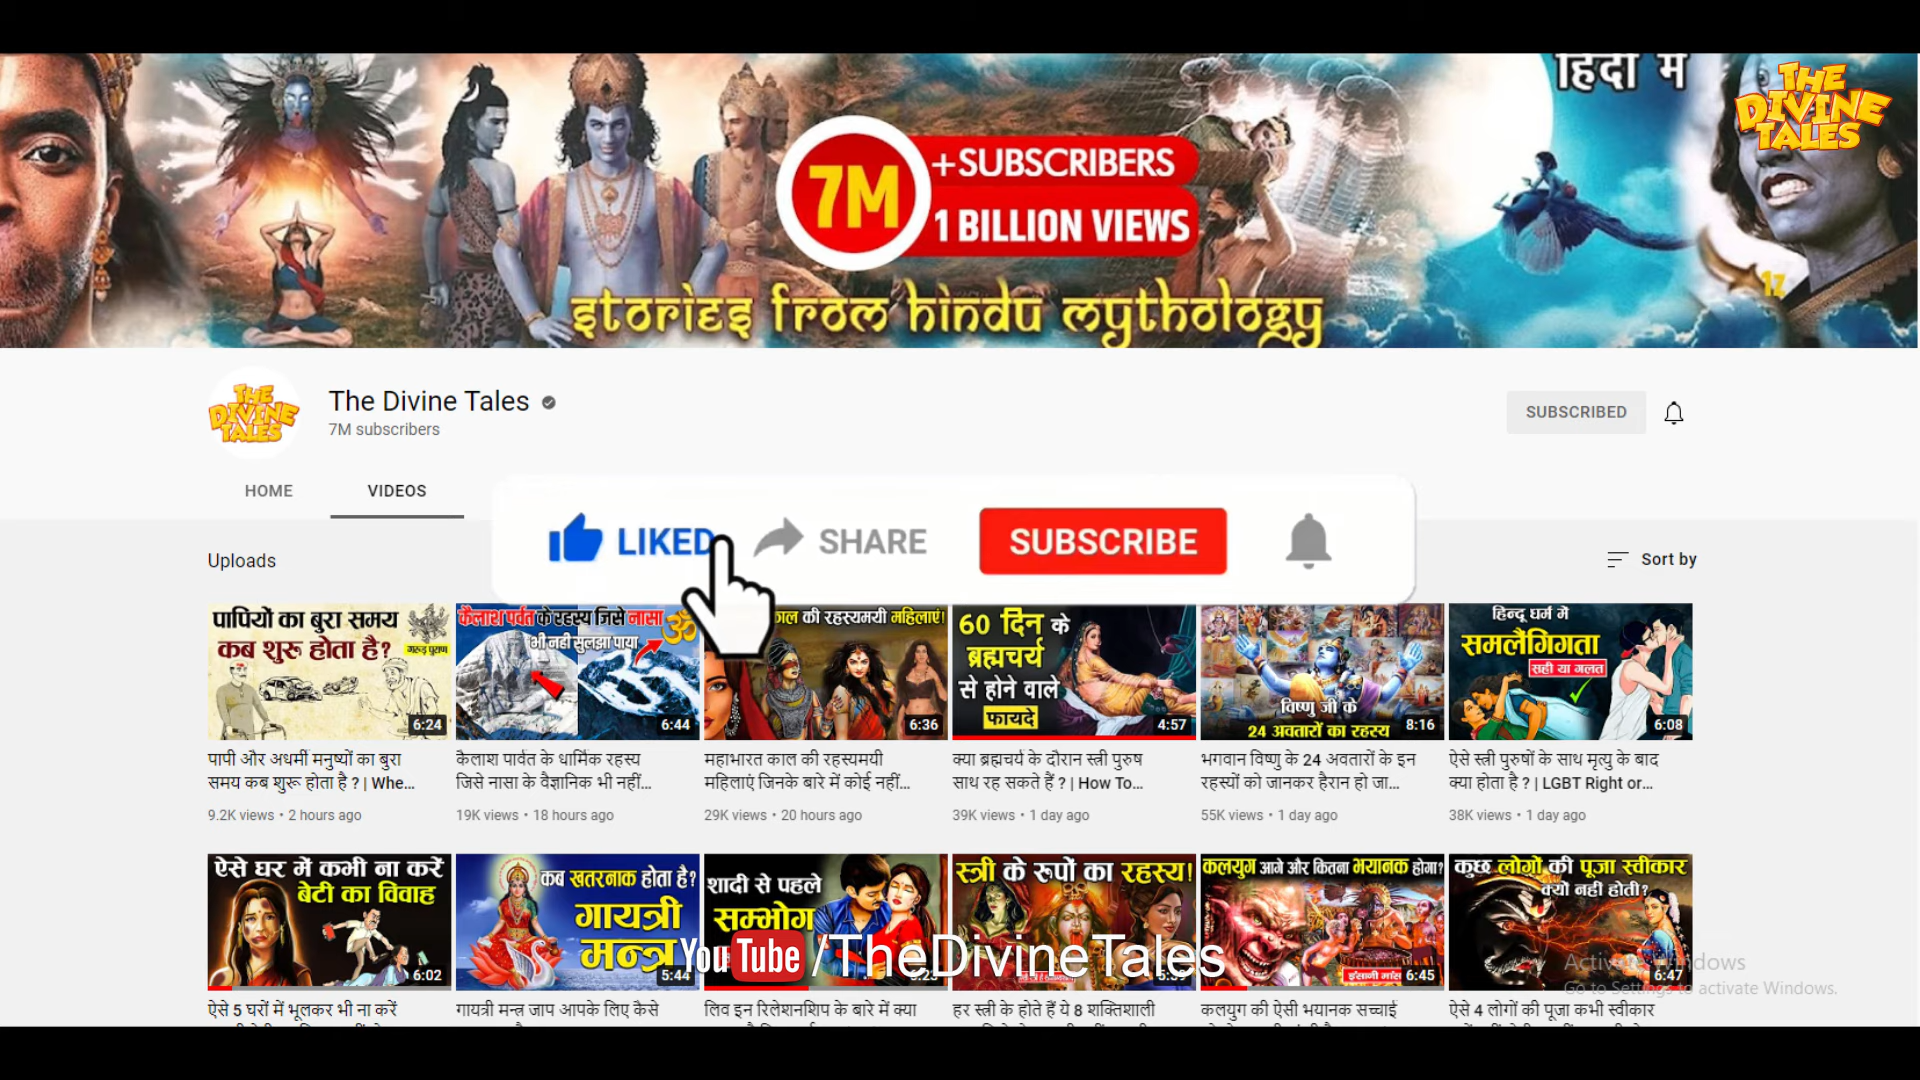 हिंदी में
THE
DIVINE
TALES
7M
+SUBSCRIBERS
1 BILLION VIEWS
stories from hindu mythology
THE
DIVINE
TALES
The Divine Tales
7M subscribers
SUBSCRIBED
HOME
VIDEOS
LIKED
SHARE
SUBSCRIBE
Uploads
Sort by
पापियों का बुरा समय
कब शुरू होता है?
गरुड़ पुराण
6:24
कैलाश पर्वत के रहस्य जिसे नासा
भी नही सुलझा पाया
6:44
काल की रहस्यमयी महिलाएं!
6:36
60 दिन के
ब्रह्मचर्य
से होने वाले
फायदे
4:57
विष्णु जी के
24 अवतारों का रहस्य
8:16
हिन्दू धर्म में
समलैंगिगता
सही या गलत
6:08
पापी और अधर्मी मनुष्यों का बुरा
समय कब शुरू होता है ? | Whe...
9.2K views • 2 hours ago
कैलाश पार्वत के धार्मिक रहस्य
जिसे नासा के वैज्ञानिक भी नहीं...
19K views • 18 hours ago
महाभारत काल की रहस्यमयी
महिलाएं जिनके बारे में कोई नहीं...
29K views • 20 hours ago
क्या ब्रह्मचर्य के दौरान स्त्री पुरुष
साथ रह सकते हैं ? | How To...
39K views • 1 day ago
भगवान विष्णु के 24 अवतारों के इन
रहस्यों को जानकर हैरान हो जा...
55K views • 1 day ago
ऐसे स्त्री पुरुषों के साथ मृत्यु के बाद
क्या होता है ? | LGBT Right or...
38K views • 1 day ago
ऐसे घर में कभी ना करें
बेटी का विवाह
6:02
कब खतरनाक होता है?
गायत्री
मन्त्र
5:44
शादी से पहले
सम्भोग
स्त्री के रूपों का रहस्य!
कलयुग आगे और कितना भयानक होगा?
इंसानी मांस
6:45
कुछ लोगों की पूजा स्वीकार
क्यो नही होती?
6:47
YouTube /TheDivineTales
Go to Settings to activate Windows.
ऐसे 5 घरों में भूलकर भी ना करें
गायत्री मन्त्र जाप आपके लिए कैसे
लिव इन रिलेशनशिप के बारे में क्या
हर स्त्री के होते हैं ये 8 शक्तिशाली
कलयुग की ऐसी भयानक सच्चाई
ऐसे 4 लोगों की पूजा कभी स्वीकार